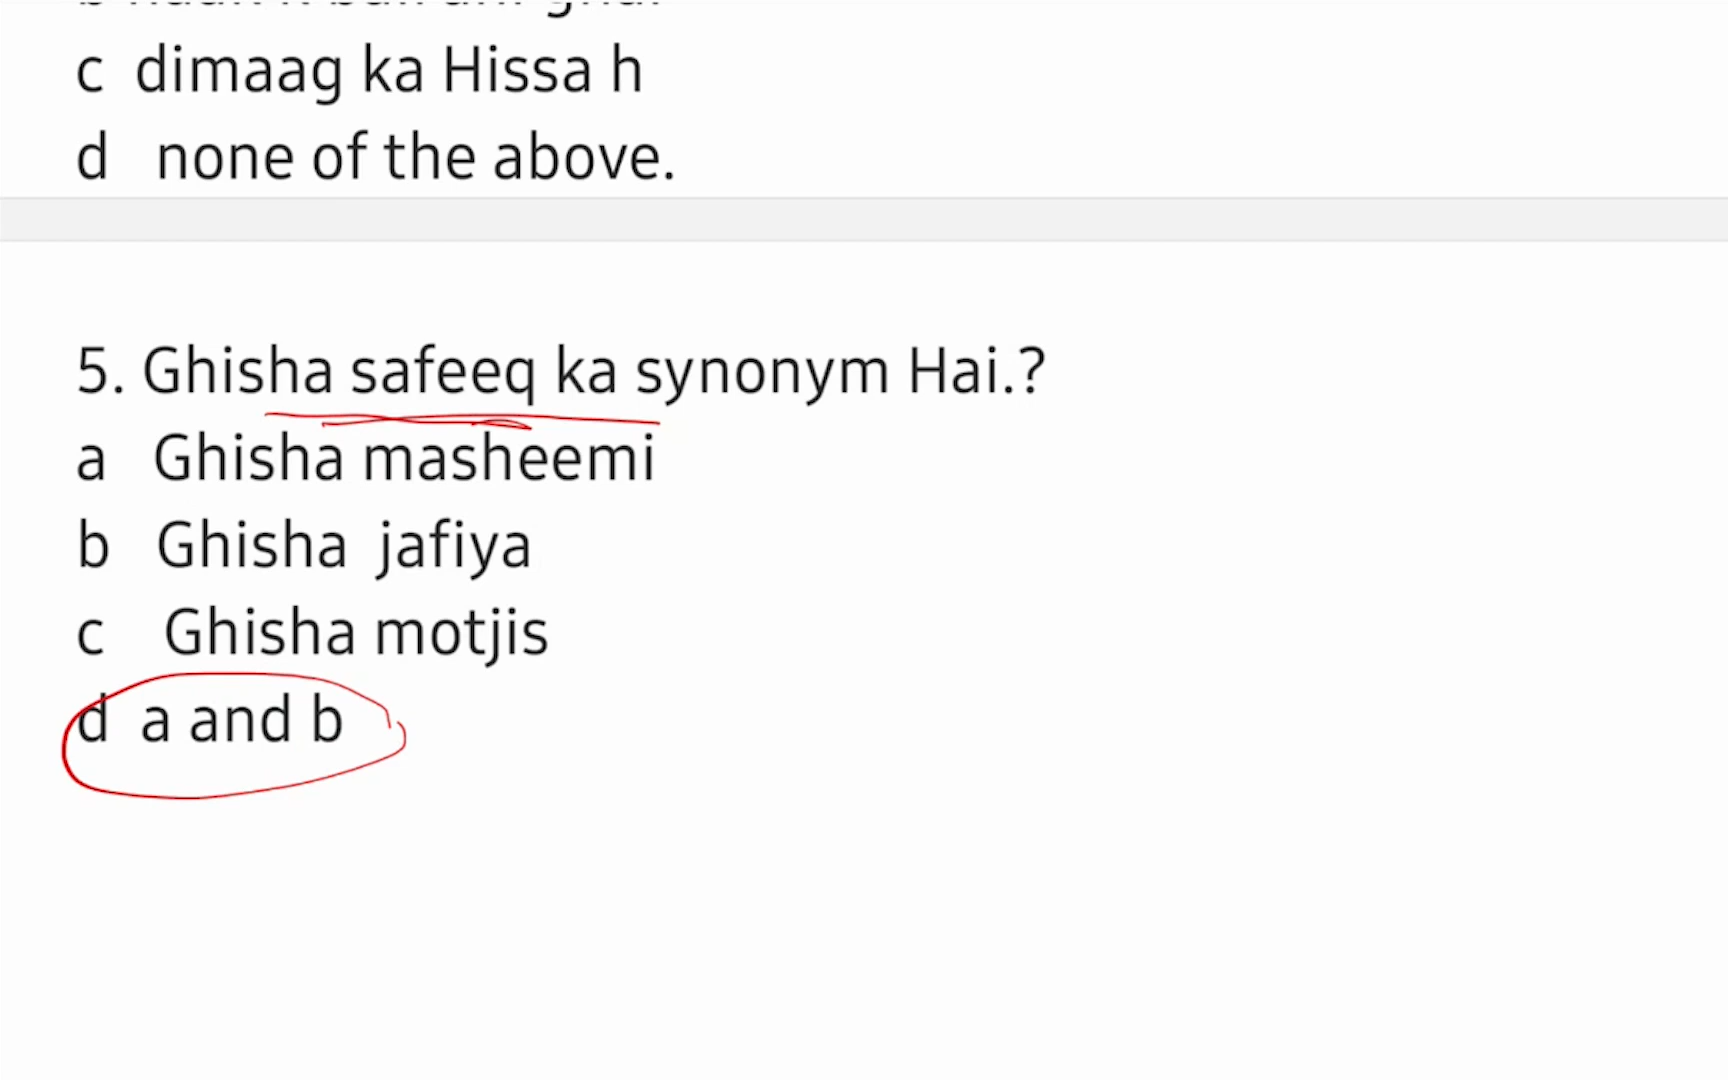 c dimaag ka Hissa h
d none of the above.
5. Ghisha safeeq ka synonym Hai.?
a Ghisha masheemi
b Ghisha jafiya
c Ghisha motjis
d a and b